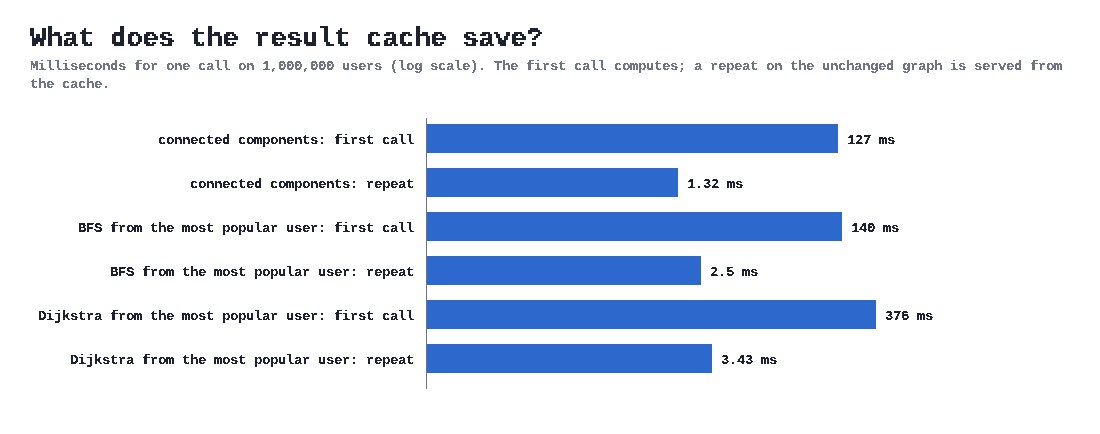 What does the result cache save?
Milliseconds for one call on 1,000,000 users (log scale). The first call computes; a repeat on the unchanged graph is served from
the cache.
connected components: first call 127 ms
connected components: repeat 1.32 ms
BFS from the most popular user: first call 140 ms
BFS from the most popular user: repeat 2.5 ms
Dijkstra from the most popular user: first call 376 ms
Dijkstra from the most popular user: repeat 3.43 ms